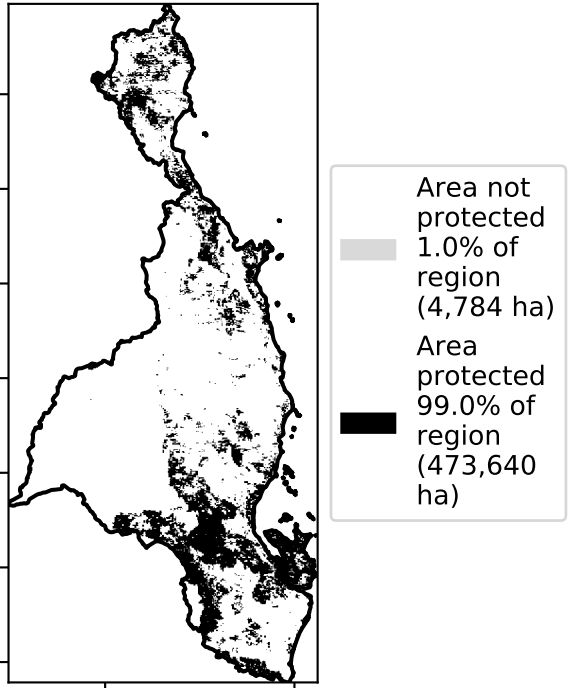 Area not
protected
1.0% of
region
(4,784 ha)
Area
protected
99.0% of
region
(473,640
ha)